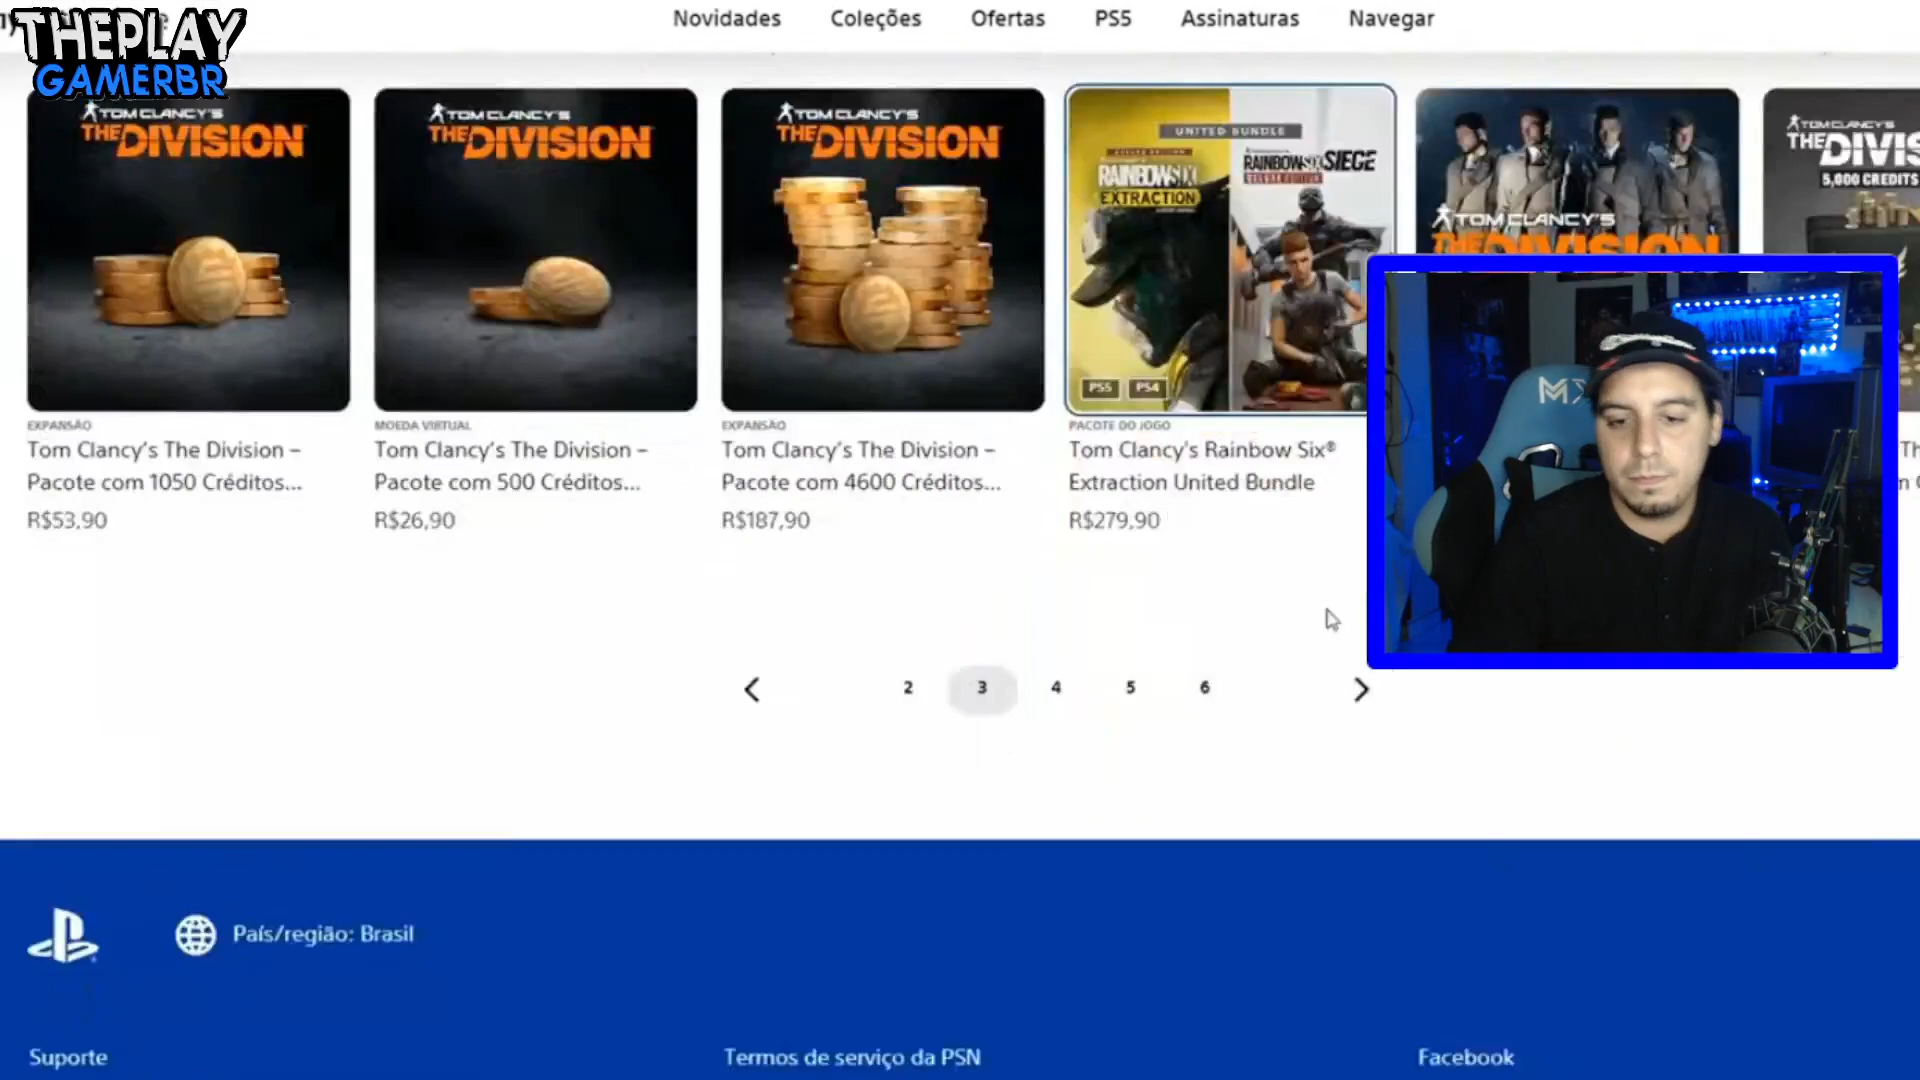 THEPLAY
GAMERBR
Novidades
Coleções
Ofertas
PS5
Assinaturas
Navegar
TOM CLANCY'S
THE DIVISION
TOM CLANCY'S
THE DIVISION
TOM CLANCY'S
THE DIVISION
UNITED BUNDLE
RAINBOW SIX
EXTRACTION
RAINBOW SIX SIEGE
DELUXE EDITION
PS5
PS4
TOM CLANCY'S
THE DIVISION
TOM CLANCY'S
THE DIVIS
5,000 CREDITS
MX
EXPANSÃO
Tom Clancy's The Division –
Pacote com 1050 Créditos...
R$53,90
MOEDA VIRTUAL
Tom Clancy's The Division –
Pacote com 500 Créditos...
R$26,90
EXPANSÃO
Tom Clancy's The Division –
Pacote com 4600 Créditos...
R$187,90
PACOTE DO JOGO
Tom Clancy's Rainbow Six®
Extraction United Bundle
R$279,90
2
3
4
5
6
País/região: Brasil
Suporte
Termos de serviço da PSN
Facebook